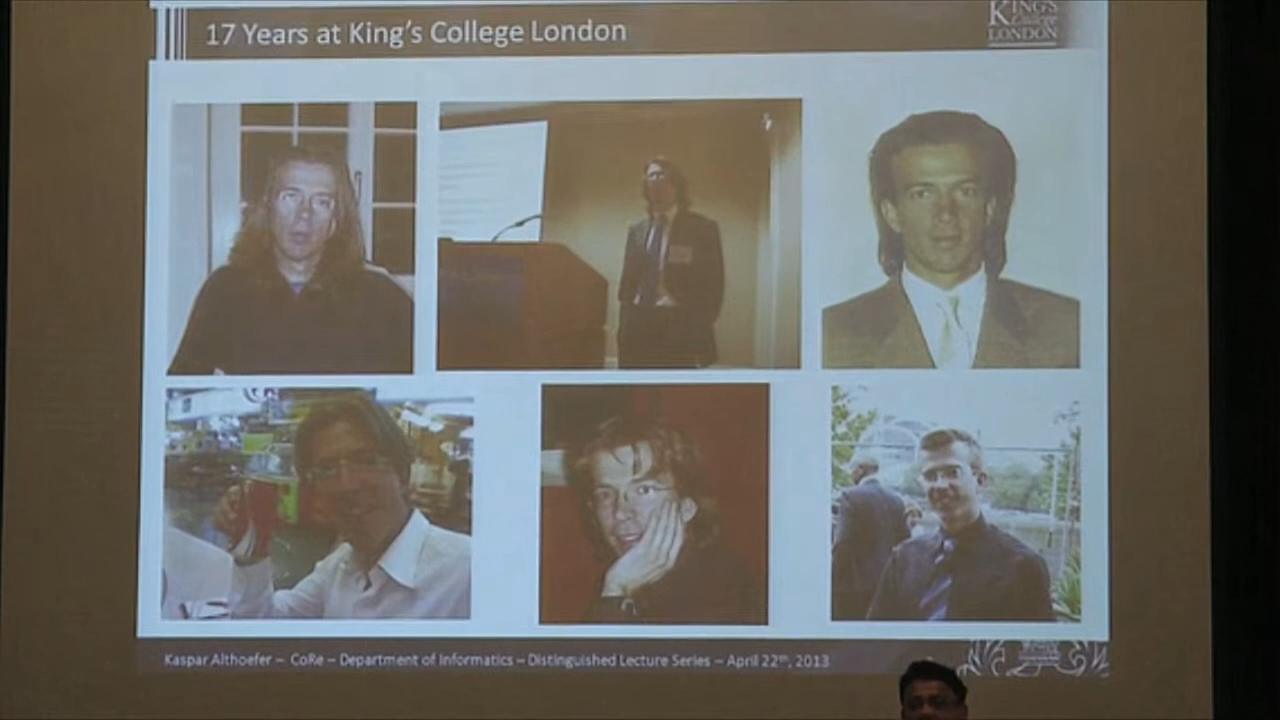 17 Years at King's College London
KING'S
College
LONDON
Kaspar Althoefer – CoRe – Department of Informatics – Distinguished Lecture Series – April 22th, 2013